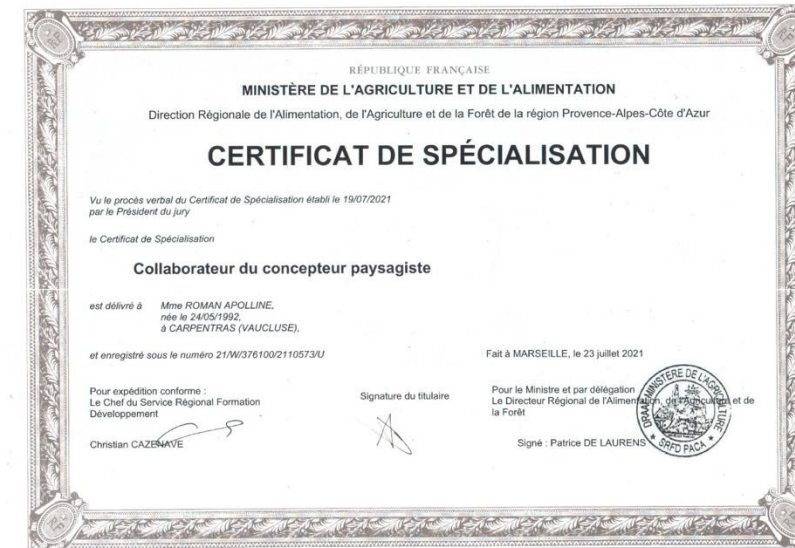 RÉPUBLIQUE FRANÇAISE
MINISTÈRE DE L'AGRICULTURE ET DE L'ALIMENTATION
Direction Régionale de l'Alimentation, de l'Agriculture et de la Forêt de la région Provence-Alpes-Côte d'Azur
CERTIFICAT DE SPÉCIALISATION
Vu le procès verbal du Certificat de Spécialisation établi le 19/07/2021
par le Président du jury
le Certificat de Spécialisation
Collaborateur du concepteur paysagiste
est délivré à Mme ROMAN APOLLINE,
née le 24/05/1992,
à CARPENTRAS (VAUCLUSE),
et enregistré sous le numéro 21/W/376100/2110573/U
Fait à MARSEILLE, le 23 juillet 2021
Pour expédition conforme :
Le Chef du Service Régional Formation
Développement
Christian CAZENAVE
Signature du titulaire
Pour le Ministre et par délégation
Le Directeur Régional de l'Alimentation, de l'Agriculture et de
la Forêt
Signé : Patrice DE LAURENS
DRAAF MINISTERE DE L'AGRICULTURE
SRFD PACA